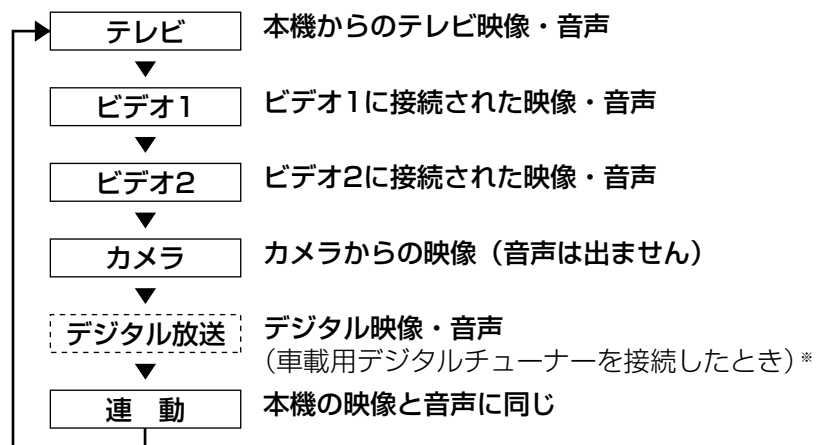 テレビ 本機からのテレビ映像・音声
ビデオ1 ビデオ1に接続された映像・音声
ビデオ2 ビデオ2に接続された映像・音声
カメラ カメラからの映像（音声は出ません）
デジタル放送 デジタル映像・音声
（車載用デジタルチューナーを接続したとき）※
連　動 本機の映像と音声に同じ